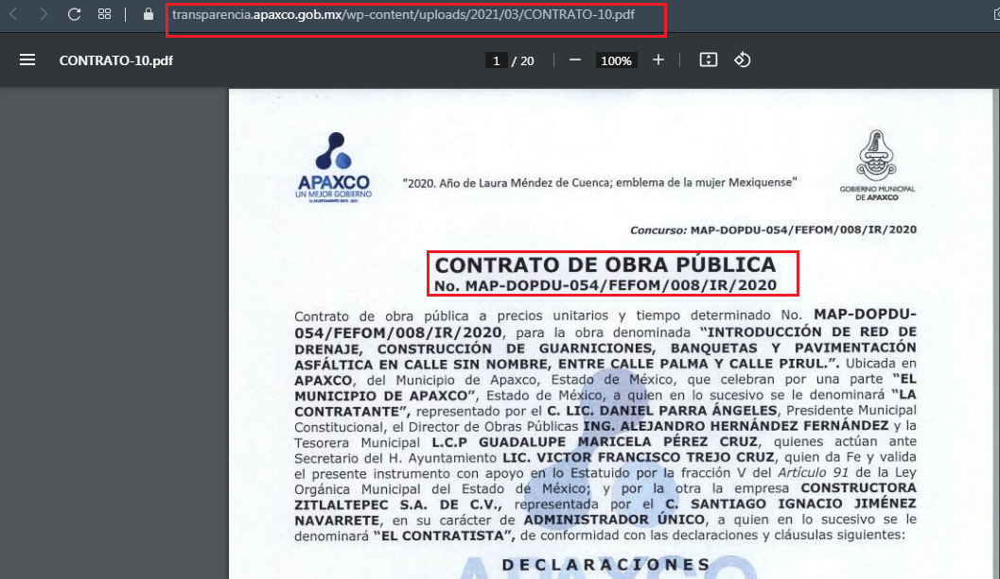 transparencia.apaxco.gob.mx/wp-content/uploads/2021/03/CONTRATO-10.pdf
CONTRATO-10.pdf
1 / 20
100%
APAXCO
UN MEJOR GOBIERNO
"2020. Año de Laura Méndez de Cuenca; emblema de la mujer Mexiquense"
GOBIERNO MUNICIPAL
DE APAXCO
Concurso: MAP-DOPDU-054/FEFOM/008/IR/2020
CONTRATO DE OBRA PÚBLICA
No. MAP-DOPDU-054/FEFOM/008/IR/2020
Contrato de obra pública a precios unitarios y tiempo determinado No. MAP-DOPDU-
054/FEFOM/008/IR/2020, para la obra denominada “INTRODUCCIÓN DE RED DE
DRENAJE, CONSTRUCCIÓN DE GUARNICIONES, BANQUETAS Y PAVIMENTACIÓN
ASFÁLTICA EN CALLE SIN NOMBRE, ENTRE CALLE PALMA Y CALLE PIRUL.”. Ubicada en
APAXCO, del Municipio de Apaxco, Estado de México, que celebran por una parte “EL
MUNICIPIO DE APAXCO”, Estado de México, a quien en lo sucesivo se le denominará “LA
CONTRATANTE”, representado por el C. LIC. DANIEL PARRA ÁNGELES, Presidente Municipal
Constitucional, el Director de Obras Públicas ING. ALEJANDRO HERNÁNDEZ FERNÁNDEZ y la
Tesorera Municipal L.C.P GUADALUPE MARICELA PÉREZ CRUZ, quienes actúan ante
Secretario del H. Ayuntamiento LIC. VICTOR FRANCISCO TREJO CRUZ, quien da Fe y valida
el presente instrumento con apoyo en lo Estatuido por la fracción V del Artículo 91 de la Ley
Orgánica Municipal del Estado de México; y por la otra la empresa CONSTRUCTORA
ZITLALTEPEC S.A. DE C.V., representada por el C. SANTIAGO IGNACIO JIMÉNEZ
NAVARRETE, en su carácter de ADMINISTRADOR ÚNICO, a quien en lo sucesivo se le
denominará “EL CONTRATISTA”, de conformidad con las declaraciones y cláusulas siguientes:
DECLARACIONES
APAXCO